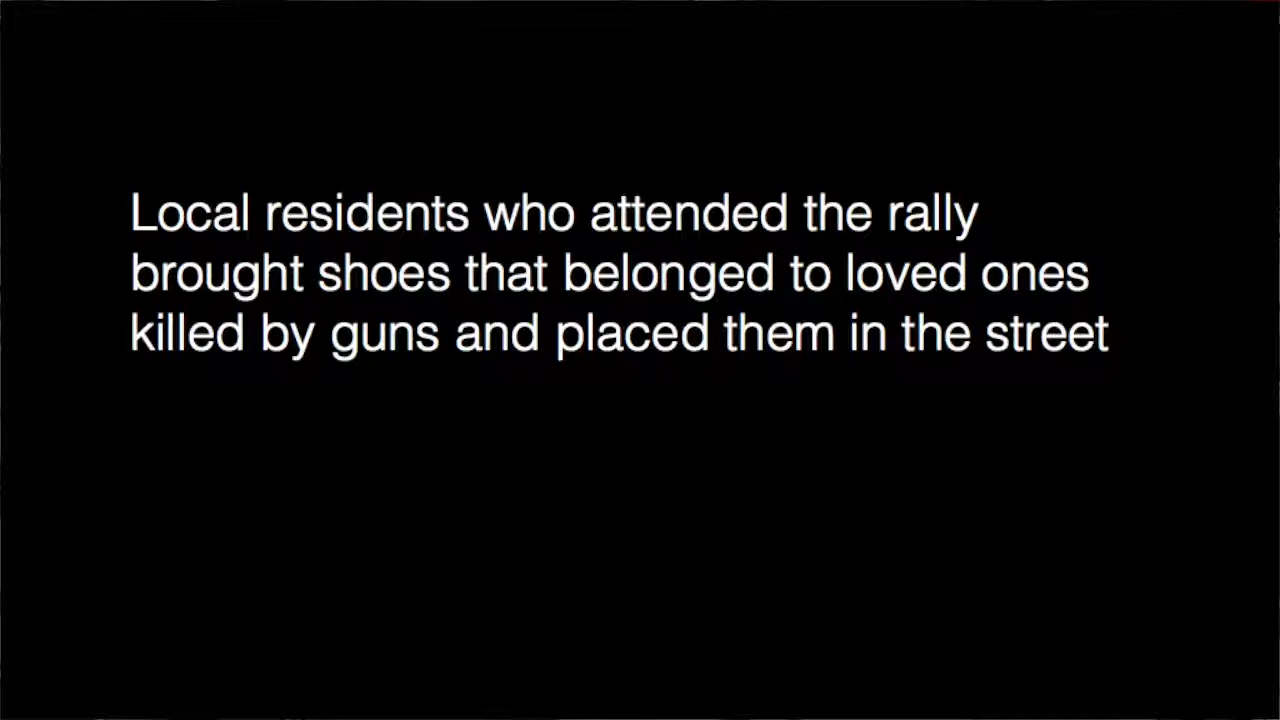 Local residents who attended the rally
brought shoes that belonged to loved ones
killed by guns and placed them in the street